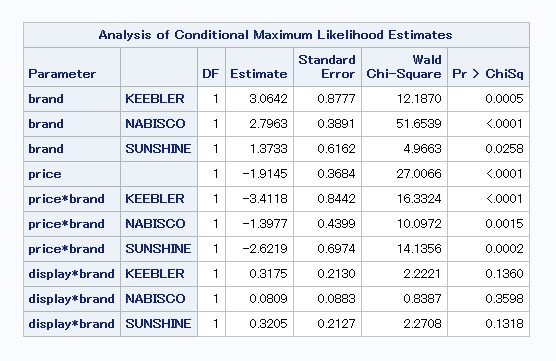 Analysis of Conditional Maximum Likelihood Estimates
Parameter DF Estimate Standard Error Wald Chi-Square Pr > ChiSq
brand KEEBLER 1 3.0642 0.8777 12.1870 0.0005
brand NABISCO 1 2.7963 0.3891 51.6539 <.0001
brand SUNSHINE 1 1.3733 0.6162 4.9663 0.0258
price 1 -1.9145 0.3684 27.0066 <.0001
price*brand KEEBLER 1 -3.4118 0.8442 16.3324 <.0001
price*brand NABISCO 1 -1.3977 0.4399 10.0972 0.0015
price*brand SUNSHINE 1 -2.6219 0.6974 14.1356 0.0002
display*brand KEEBLER 1 0.3175 0.2130 2.2221 0.1360
display*brand NABISCO 1 0.0809 0.0883 0.8387 0.3598
display*brand SUNSHINE 1 0.3205 0.2127 2.2708 0.1318